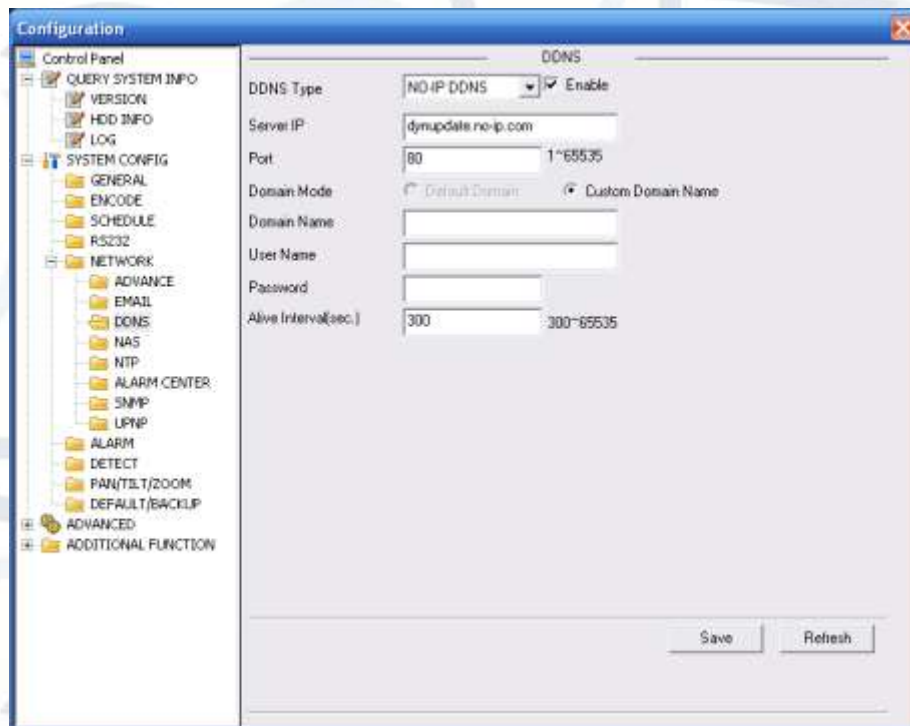 Configuration
Control Panel
QUERY SYSTEM INFO
VERSION
HDD INFO
LOG
SYSTEM CONFIG
GENERAL
ENCODE
SCHEDULE
RS232
NETWORK
ADVANCE
EMAIL
DDNS
NAS
NTP
ALARM CENTER
SNMP
UPNP
ALARM
DETECT
PAN/TILT/ZOOM
DEFAULT/BACKUP
ADVANCED
ADDITIONAL FUNCTION
DDNS
DDNS Type NO-IP DDNS Enable
Server IP dynupdate.no-ip.com
Port 80 1~65535
Domain Mode Default Domain Custom Domain Name
Domain Name
User Name
Password
Alive Interval(sec.) 300 300~65535
Save Refresh